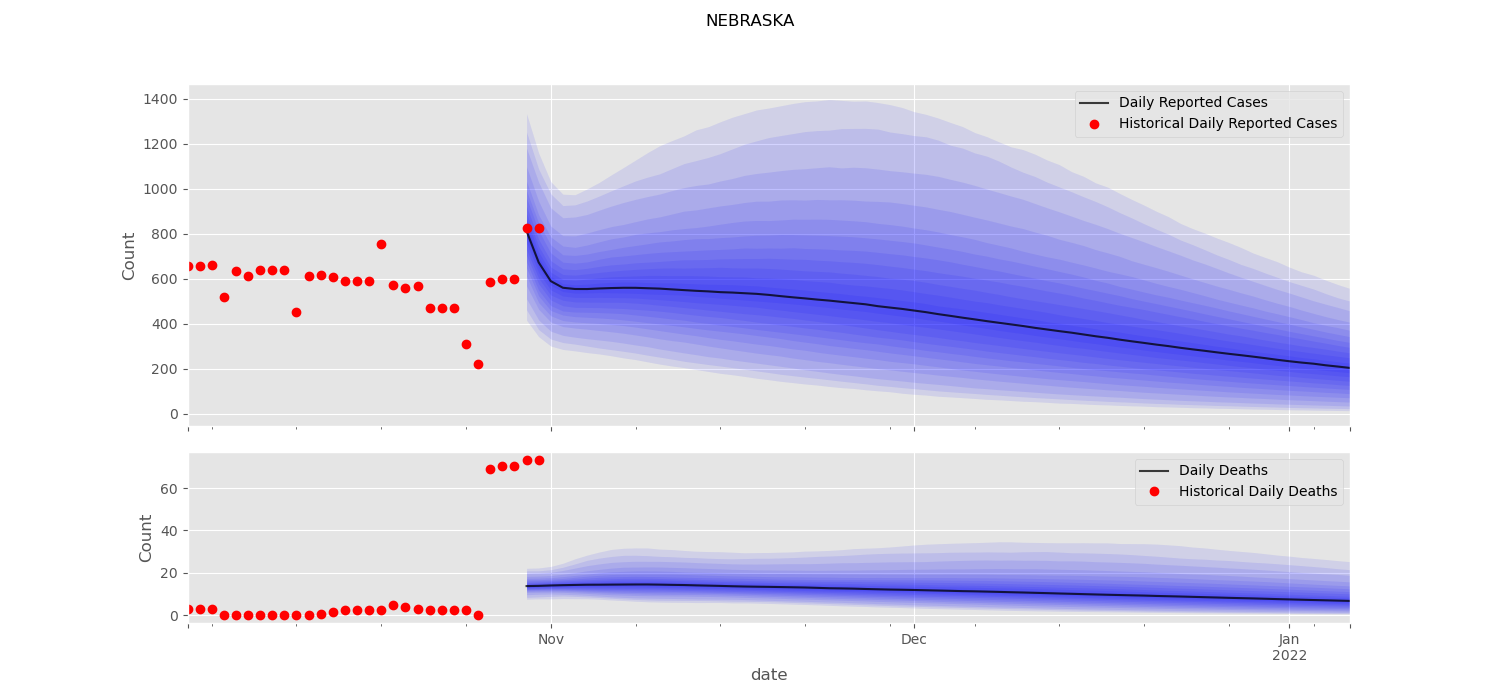 NEBRASKA
Count
1400
1200
1000
800
600
400
200
0
Daily Reported Cases
Historical Daily Reported Cases
Count
60
40
20
0
Daily Deaths
Historical Daily Deaths
Nov
Dec
Jan
2022
date